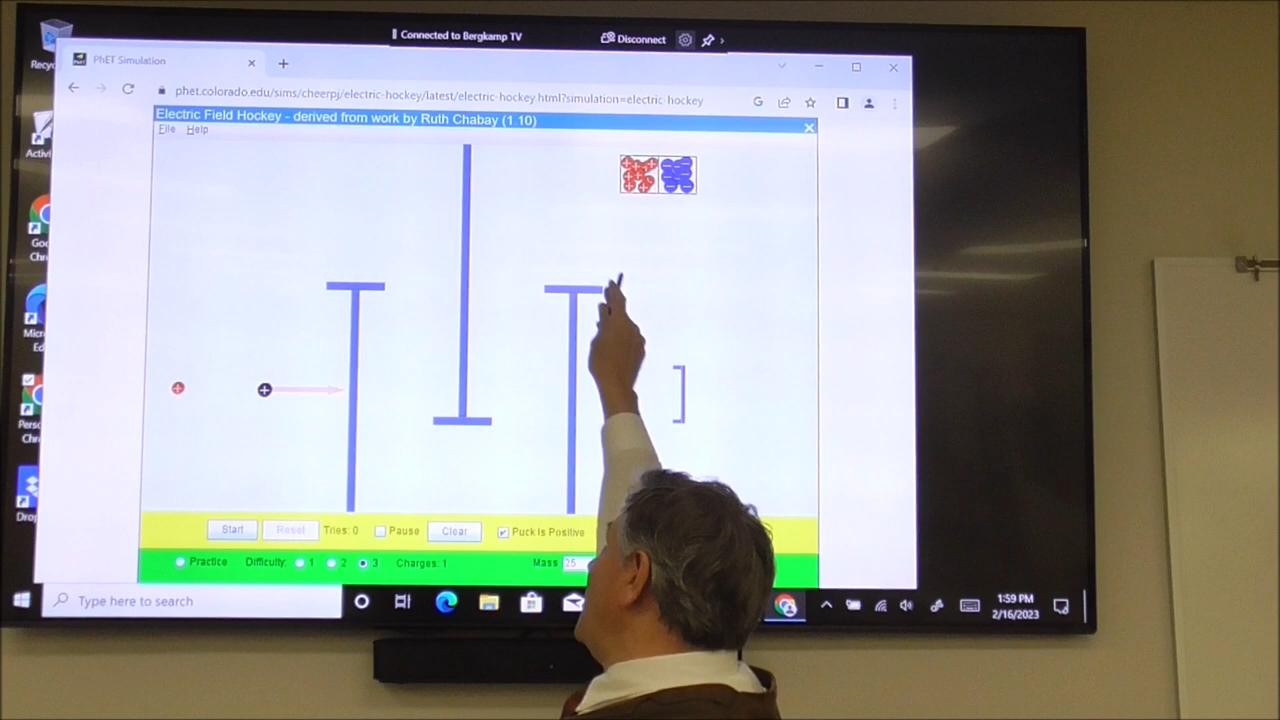 Connected to Bergkamp TV
Disconnect
PhET Simulation
phet.colorado.edu/sims/cheerpj/electric-hockey/latest/electric-hockey.html?simulation=electric-hockey
Electric Field Hockey - derived from work by Ruth Chabay (1.10)
File Help
Start Reset Tries: 0 Pause Clear Puck Is Positive
Practice Difficulty: 1 2 3 Charges: 1 Mass 25
Type here to search
1:59 PM
2/16/2023